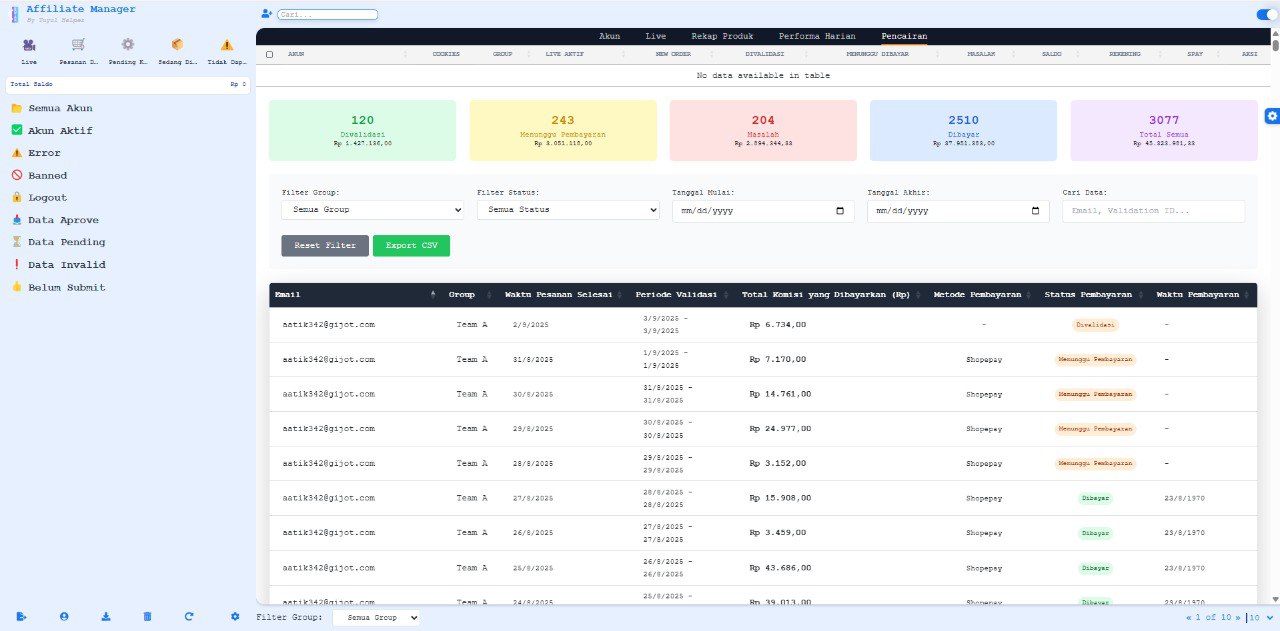 Affiliate Manager
By Tuyul Helper
Cari...
Live
Pesanan D...
Pending K...
Sedang Di...
Tidak Dap...
Total Saldo Rp 0
Semua Akun
Akun Aktif
Error
Banned
Logout
Data Aprove
Data Pending
Data Invalid
Belum Submit
Akun Live Rekap Produk Performa Harian Pencairan
AKUN COOKIES GROUP LIVE AKTIF NEW ORDER DIVALIDASI MENUNGGU DIBAYAR MASALAH SALDO REKENING SPAY AKSI
No data available in table
120
Divalidasi
Rp 1.427.136,00
243
Menunggu Pembayaran
Rp 3.051.118,00
204
Masalah
Rp 2.894.344,33
2510
Dibayar
Rp 37.951.383,00
3077
Total Semua
Rp 45.323.981,33
Filter Group: Filter Status: Tanggal Mulai: Tanggal Akhir: Cari Data:
Semua Group Semua Status mm/dd/yyyy mm/dd/yyyy Email, Validation ID...
Reset Filter Export CSV
Email Group Waktu Pesanan Selesai Periode Validasi Total Komisi yang Dibayarkan (Rp) Metode Pembayaran Status Pembayaran Waktu Pembayaran
aatik342@gijot.com Team A 2/9/2025 3/9/2025 - 3/9/2025 Rp 6.734,00 - Divalidasi -
aatik342@gijot.com Team A 31/8/2025 1/9/2025 - 1/9/2025 Rp 7.170,00 Shopepay Menunggu Pembayaran -
aatik342@gijot.com Team A 30/8/2025 31/8/2025 - 31/8/2025 Rp 14.761,00 Shopepay Menunggu Pembayaran -
aatik342@gijot.com Team A 29/8/2025 30/8/2025 - 30/8/2025 Rp 24.977,00 Shopepay Menunggu Pembayaran -
aatik342@gijot.com Team A 28/8/2025 29/8/2025 - 29/8/2025 Rp 3.152,00 Shopepay Menunggu Pembayaran -
aatik342@gijot.com Team A 27/8/2025 28/8/2025 - 28/8/2025 Rp 15.908,00 Shopepay Dibayar 23/8/1970
aatik342@gijot.com Team A 26/8/2025 27/8/2025 - 27/8/2025 Rp 3.459,00 Shopepay Dibayar 23/8/1970
aatik342@gijot.com Team A 25/8/2025 26/8/2025 - 26/8/2025 Rp 43.686,00 Shopepay Dibayar 23/8/1970
aatik342@gijot.com Team A 24/8/2025 25/8/2025 - Rp 39.013,00 Shopepay Dibayar 23/8/1970
Filter Group: Semua Group
« 1 of 10 » 10